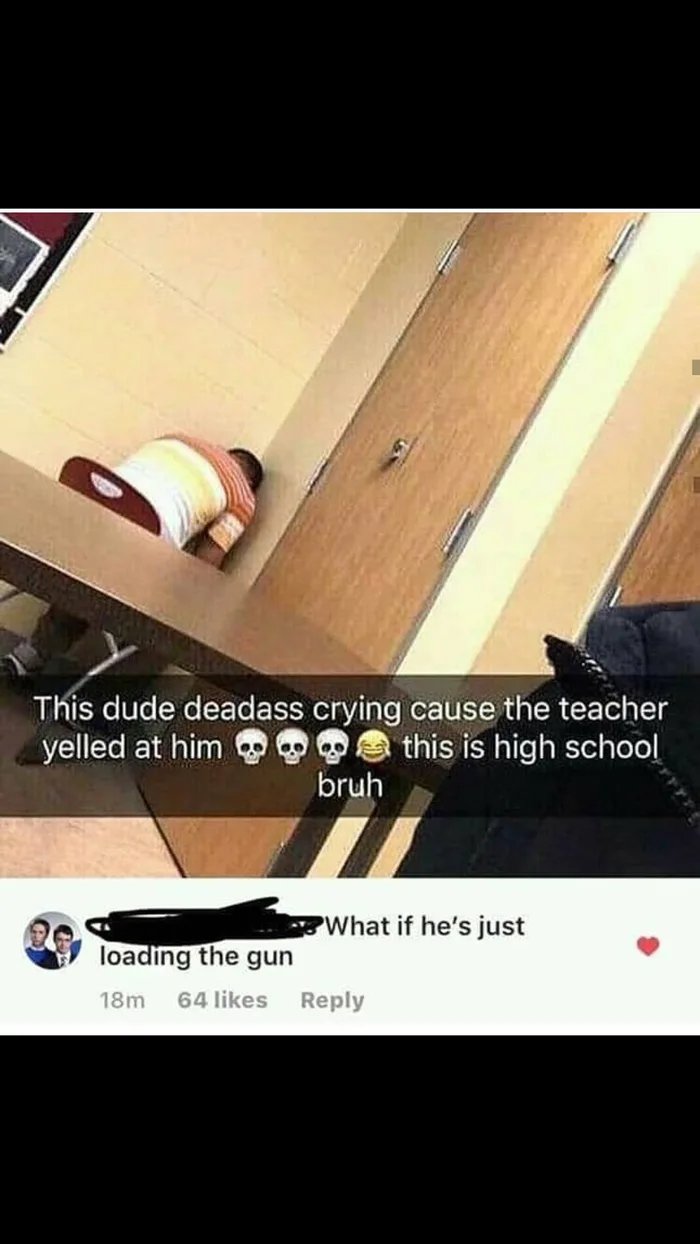 This dude deadass crying cause the teacher
yelled at him 💀💀💀😂 this is high school
bruh
What if he's just
loading the gun
18m 64 likes Reply